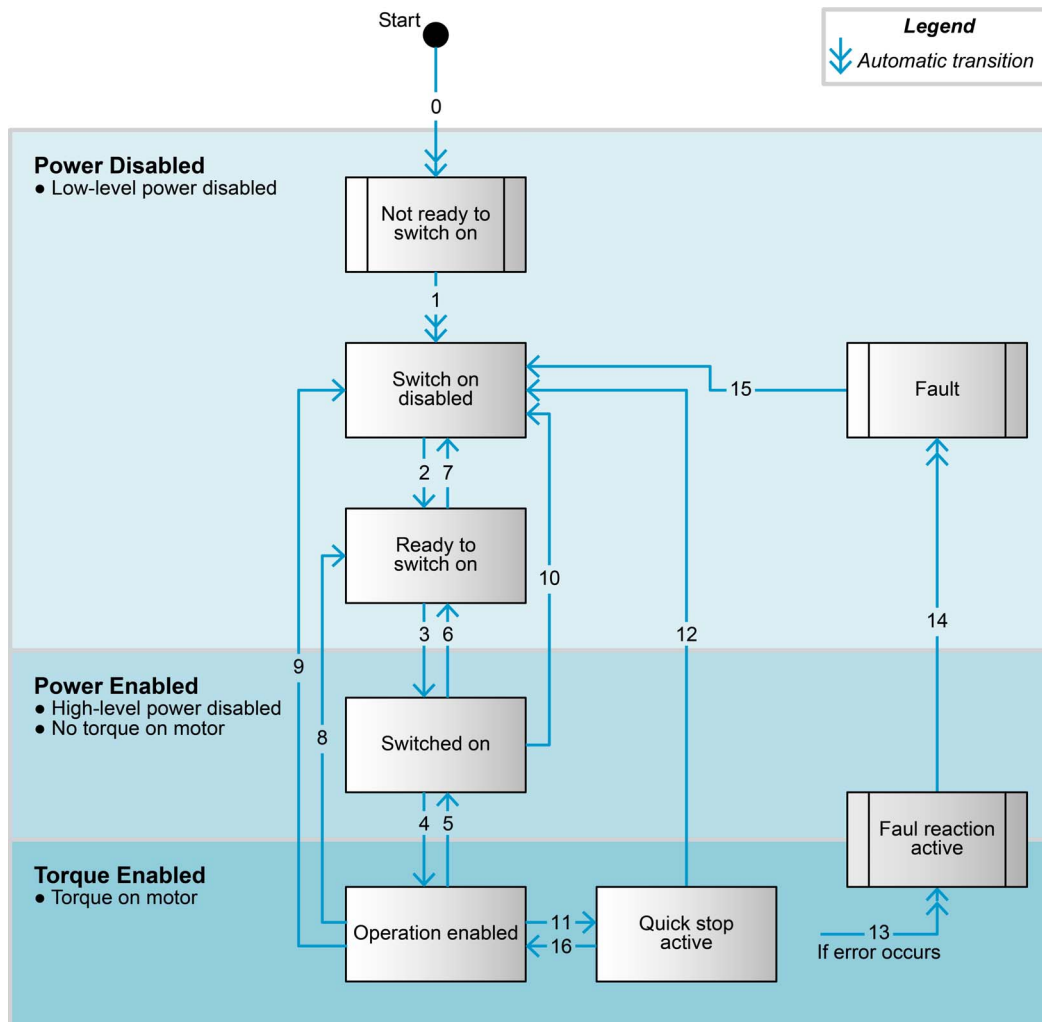 Start
Legend
Automatic transition
0
Power Disabled
● Low-level power disabled
Not ready to
switch on
1
Switch on
disabled
15
Fault
2
7
Ready to
switch on
10
3
6
12
14
9
Power Enabled
● High-level power disabled
● No torque on motor
8
Switched on
4
5
Faul reaction
active
Torque Enabled
● Torque on motor
Operation enabled
11
16
Quick stop
active
13
If error occurs